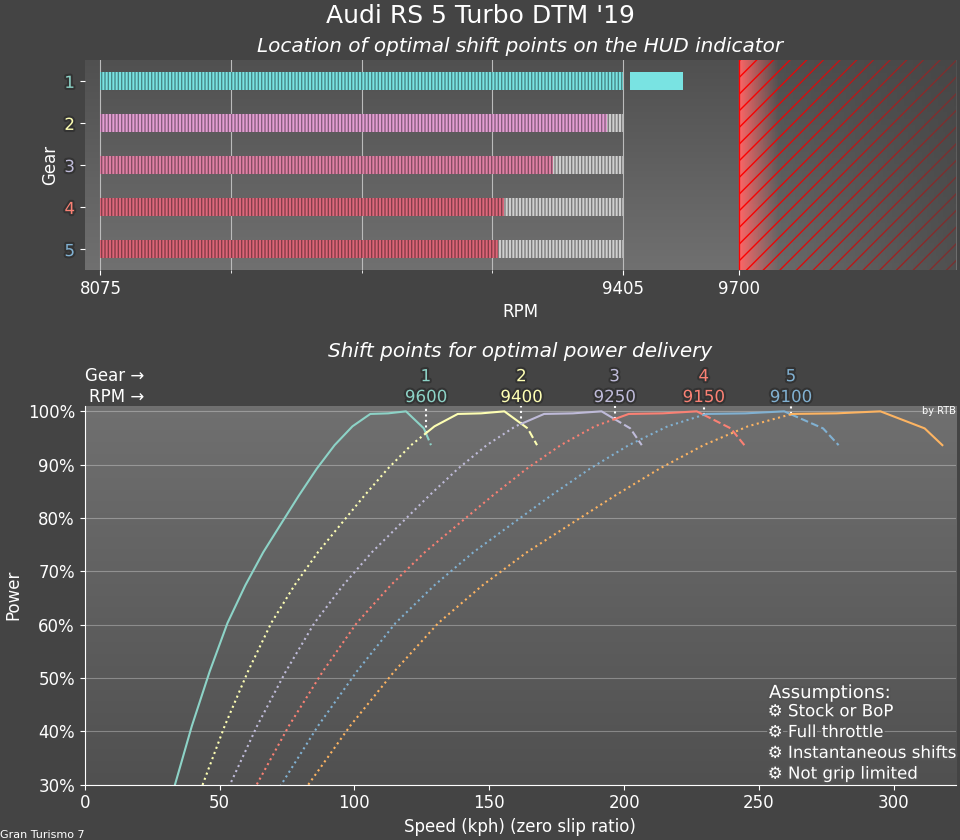 Audi RS 5 Turbo DTM '19
Location of optimal shift points on the HUD indicator
Gear
1
2
3
4
5
8075
9405
9700
RPM
Shift points for optimal power delivery
Gear → 1 2 3 4 5
RPM → 9600 9400 9250 9150 9100
by RTB
Power
100%
90%
80%
70%
60%
50%
40%
30%
Assumptions:
⚙ Stock or BoP
⚙ Full throttle
⚙ Instantaneous shifts
⚙ Not grip limited
0 50 100 150 200 250 300
Speed (kph) (zero slip ratio)
Gran Turismo 7